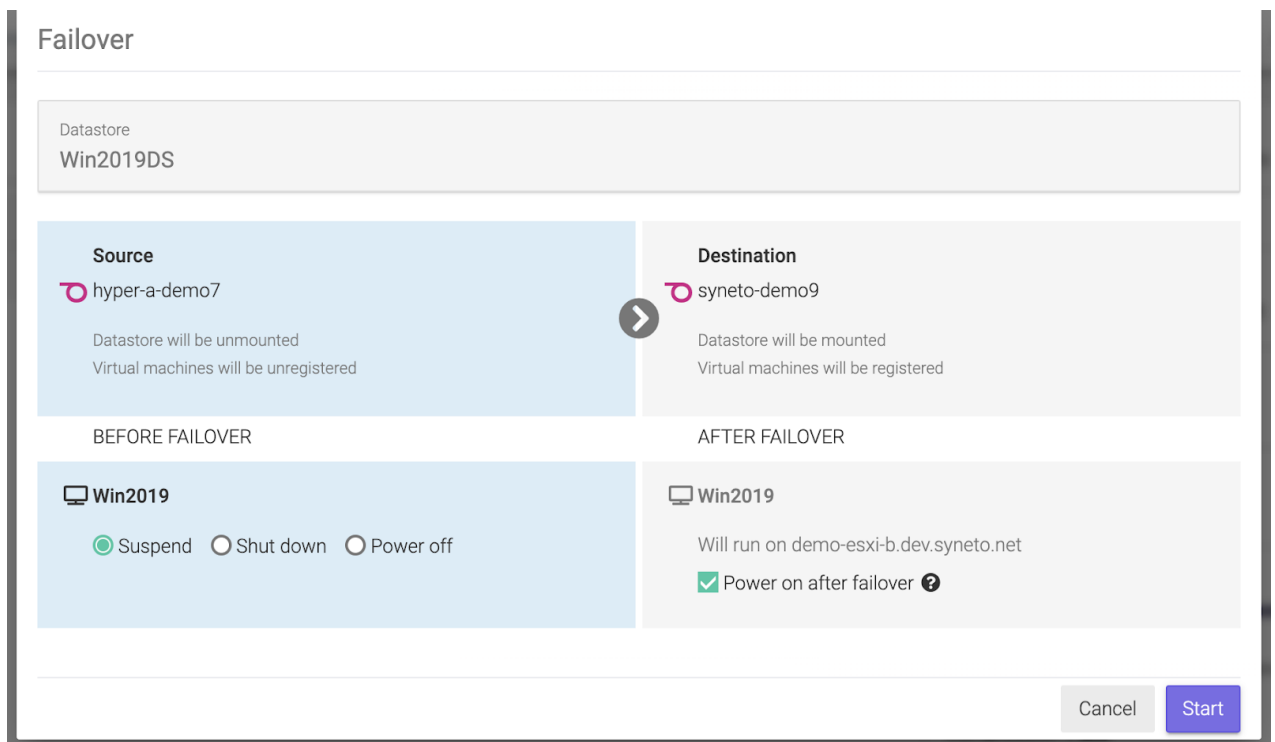 Failover
Datastore
Win2019DS
Source
hyper-a-demo7
Datastore will be unmounted
Virtual machines will be unregistered
Destination
syneto-demo9
Datastore will be mounted
Virtual machines will be registered
BEFORE FAILOVER
AFTER FAILOVER
Win2019
Suspend Shut down Power off
Win2019
Will run on demo-esxi-b.dev.syneto.net
Power on after failover ?
Cancel Start